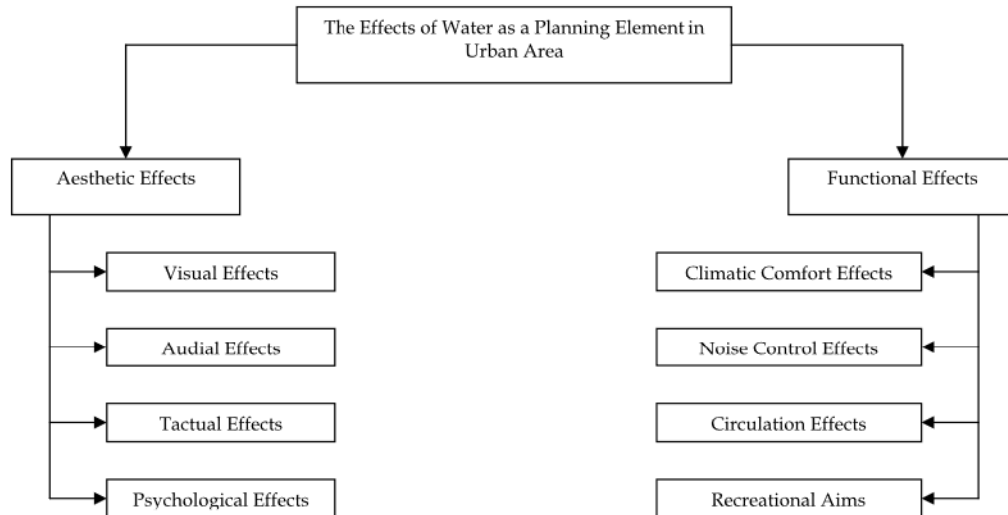 The Effects of Water as a Planning Element in
Urban Area
Aesthetic Effects
Functional Effects
Visual Effects
Climatic Comfort Effects
Audial Effects
Noise Control Effects
Tactual Effects
Circulation Effects
Psychological Effects
Recreational Aims